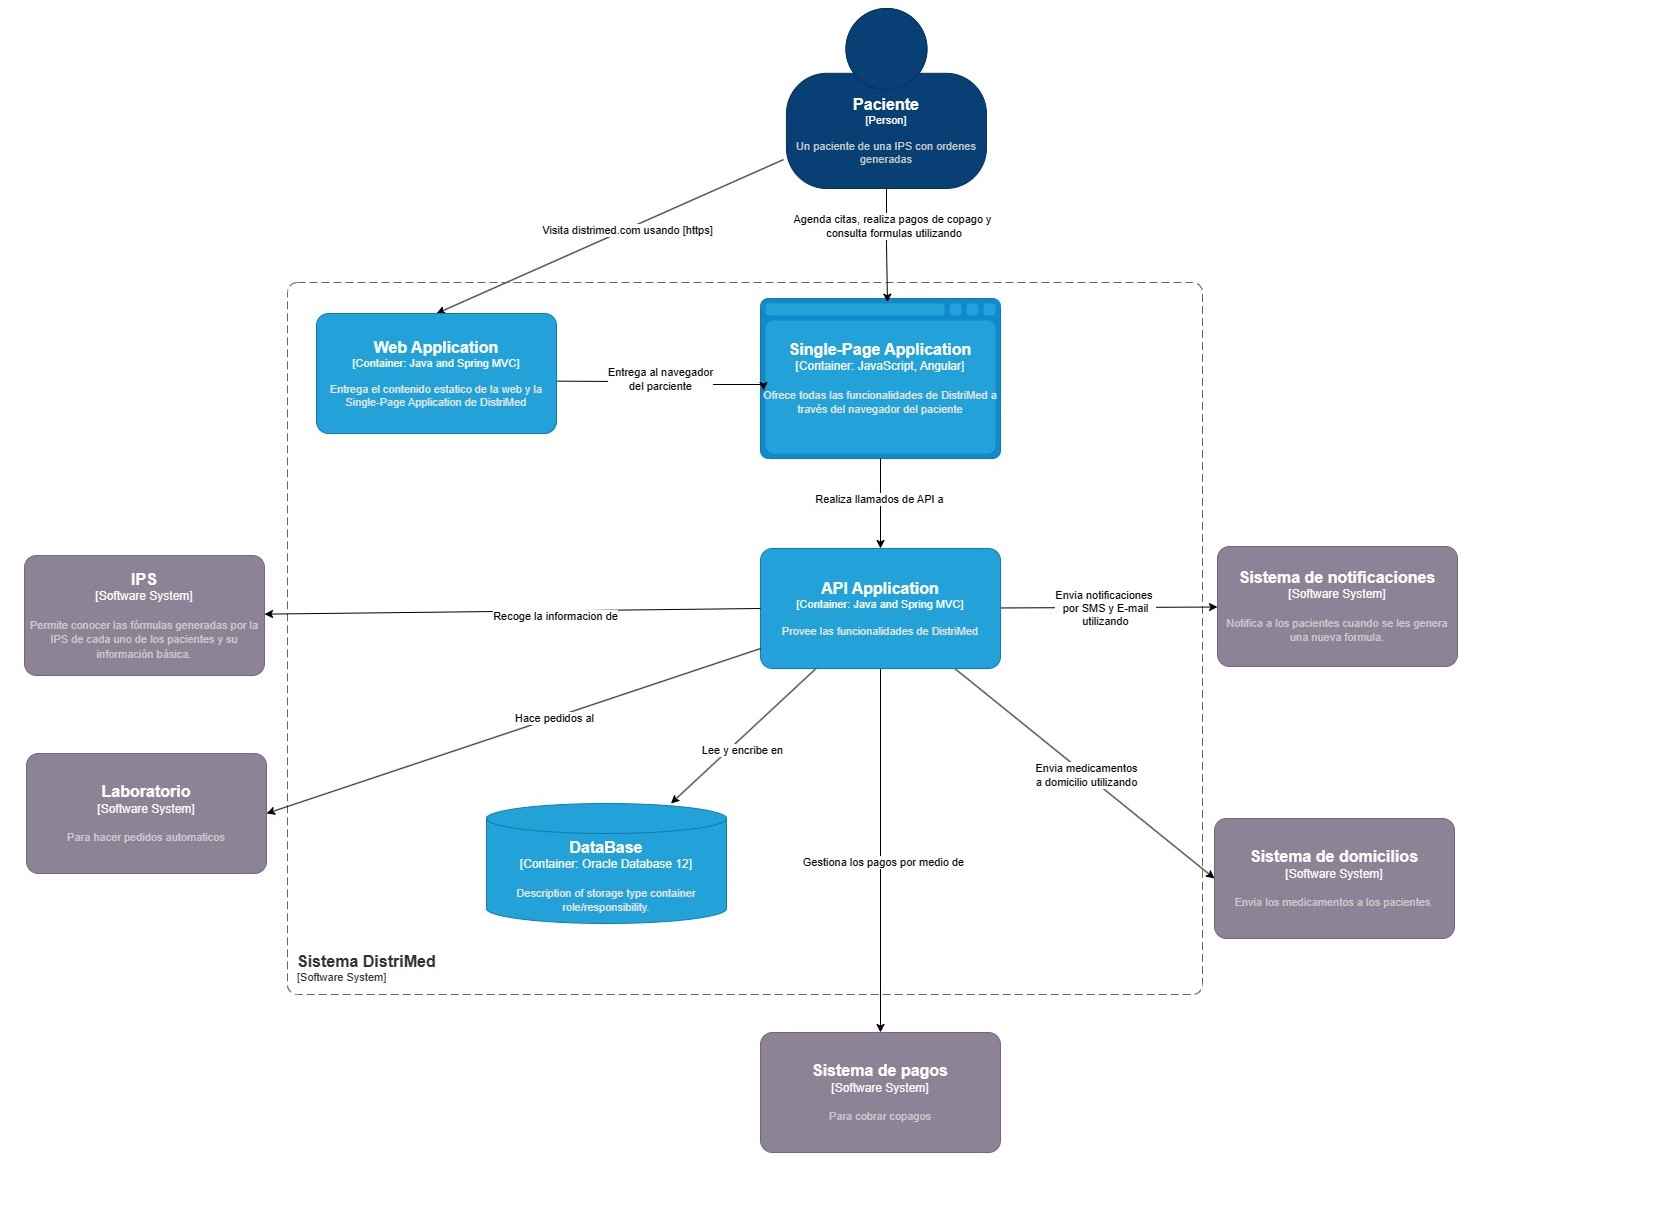 Paciente
[Person]
Un paciente de una IPS con ordenes
generadas
Visita distrimed.com usando [https]
Agenda citas, realiza pagos de copago y
consulta formulas utilizando
Web Application
[Container: Java and Spring MVC]
Entrega el contenido estatico de la web y la
Single-Page Application de DistriMed
Entrega al navegador
del parciente
Single-Page Application
[Container: JavaScript, Angular]
Ofrece todas las funcionalidades de DistriMed a
través del navegador del paciente
Realiza llamados de API a
IPS
[Software System]
Permite conocer las fórmulas generadas por la
IPS de cada uno de los pacientes y su
información básica.
Recoge la informacion de
API Application
[Container: Java and Spring MVC]
Provee las funcionalidades de DistriMed
Envia notificaciones
por SMS y E-mail
utilizando
Sistema de notificaciones
[Software System]
Notifica a los pacientes cuando se les genera
una nueva formula.
Hace pedidos al
Lee y encribe en
Envia medicamentos
a domicilio utilizando
Laboratorio
[Software System]
Para hacer pedidos automaticos
DataBase
[Container: Oracle Database 12]
Description of storage type container
role/responsibility.
Gestiona los pagos por medio de
Sistema de domicilios
[Software System]
Envia los medicamentos a los pacientes.
Sistema DistriMed
[Software System]
Sistema de pagos
[Software System]
Para cobrar copagos